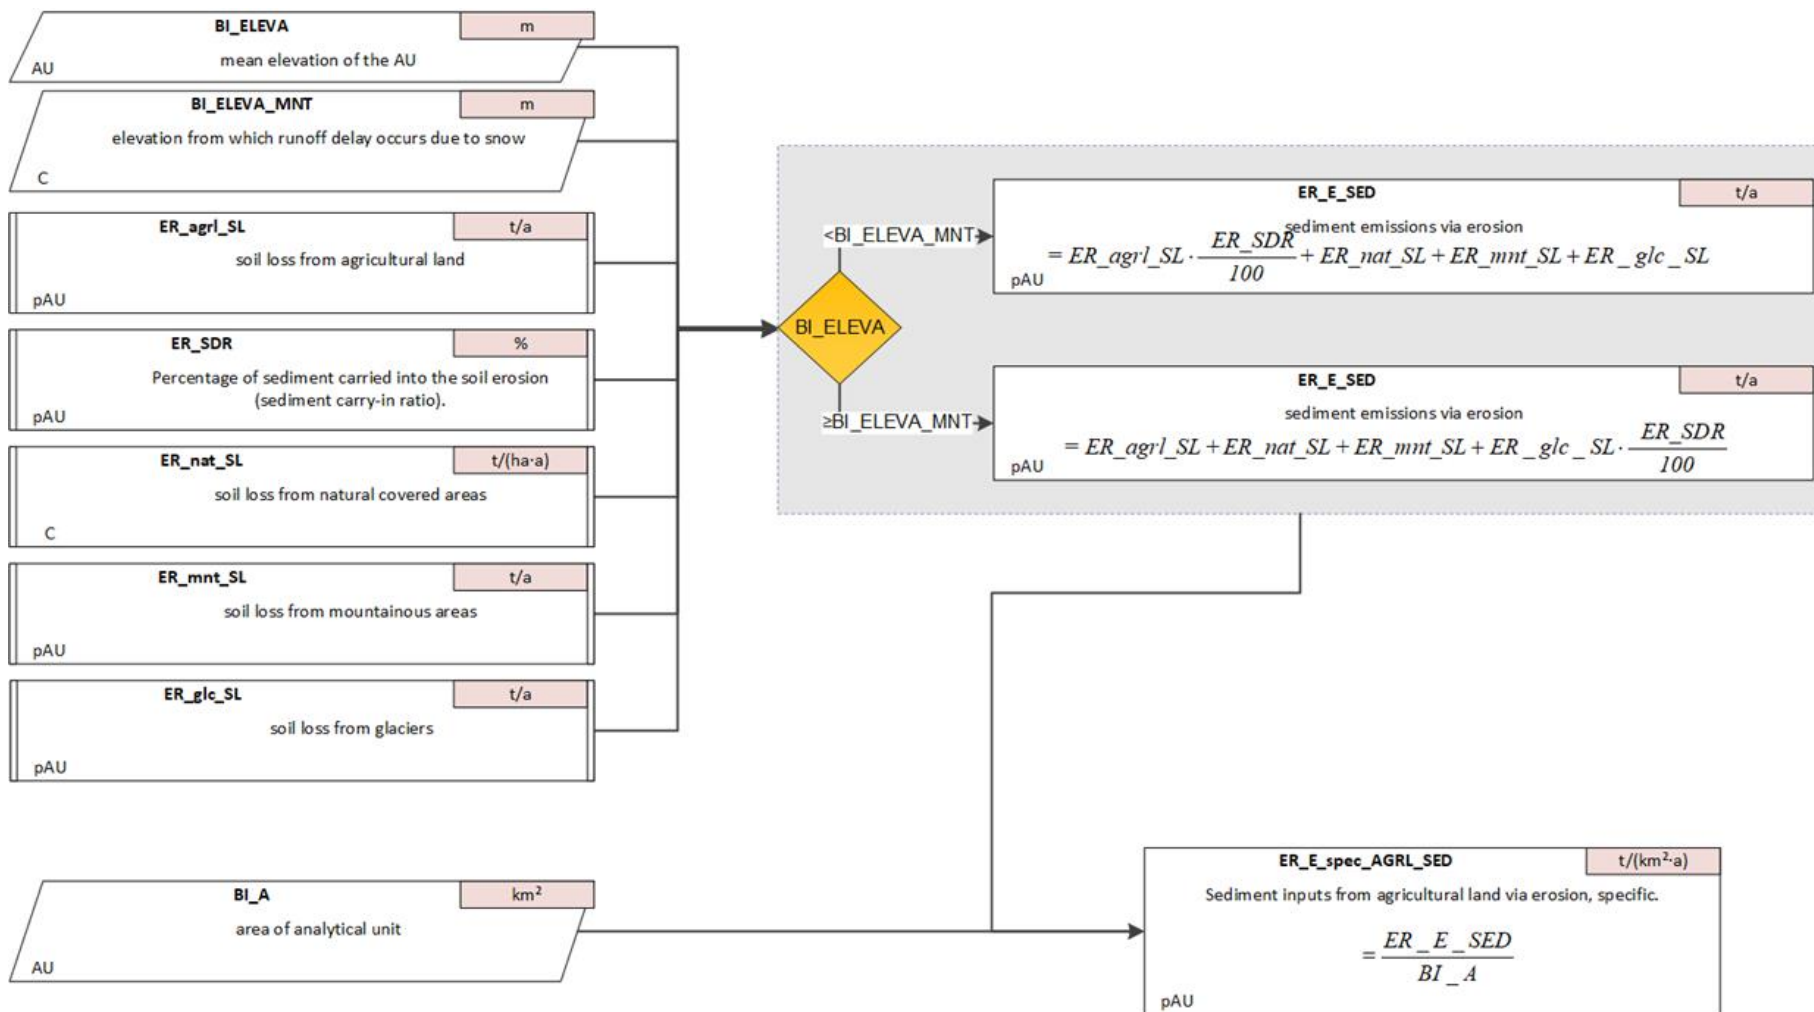 BI_ELEVA
m
mean elevation of the AU
AU
BI_ELEVA_MNT
m
elevation from which runoff delay occurs due to snow
C
ER_agrl_SL
t/a
soil loss from agricultural land
pAU
ER_SDR
%
Percentage of sediment carried into the soil erosion
(sediment carry-in ratio).
pAU
ER_nat_SL
t/(ha·a)
soil loss from natural covered areas
C
ER_mnt_SL
t/a
soil loss from mountainous areas
pAU
ER_glc_SL
t/a
soil loss from glaciers
pAU
BI_A
km²
area of analytical unit
AU
BI_ELEVA
<BI_ELEVA_MNT
≥BI_ELEVA_MNT
ER_E_SED
t/a
sediment emissions via erosion
= ER_agrl_SL · ER_SDR/100 + ER_nat_SL + ER_mnt_SL + ER_glc_SL
pAU
ER_E_SED
t/a
sediment emissions via erosion
= ER_agrl_SL + ER_nat_SL + ER_mnt_SL + ER_glc_SL · ER_SDR/100
pAU
ER_E_spec_AGRL_SED
t/(km²·a)
Sediment inputs from agricultural land via erosion, specific.
= ER_E_SED/BI_A
pAU